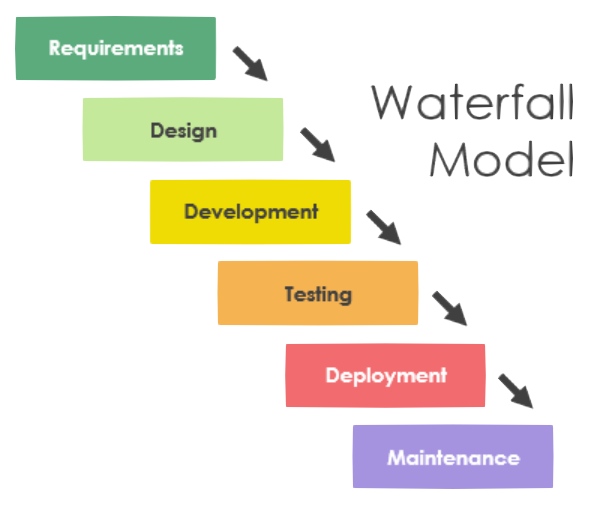 Requirements
Design
Waterfall
Model
Development
Testing
Deployment
Maintenance